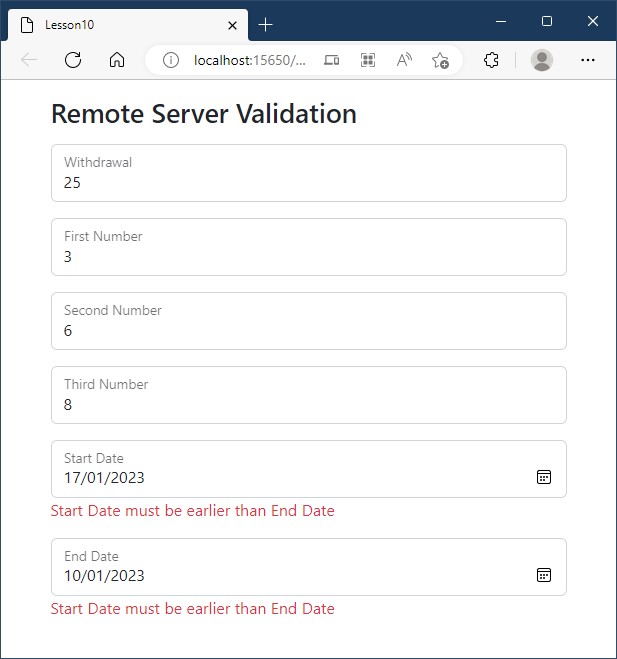 Lesson10
localhost:15650/...
Remote Server Validation
Withdrawal
25
First Number
3
Second Number
6
Third Number
8
Start Date
17/01/2023
Start Date must be earlier than End Date
End Date
10/01/2023
Start Date must be earlier than End Date